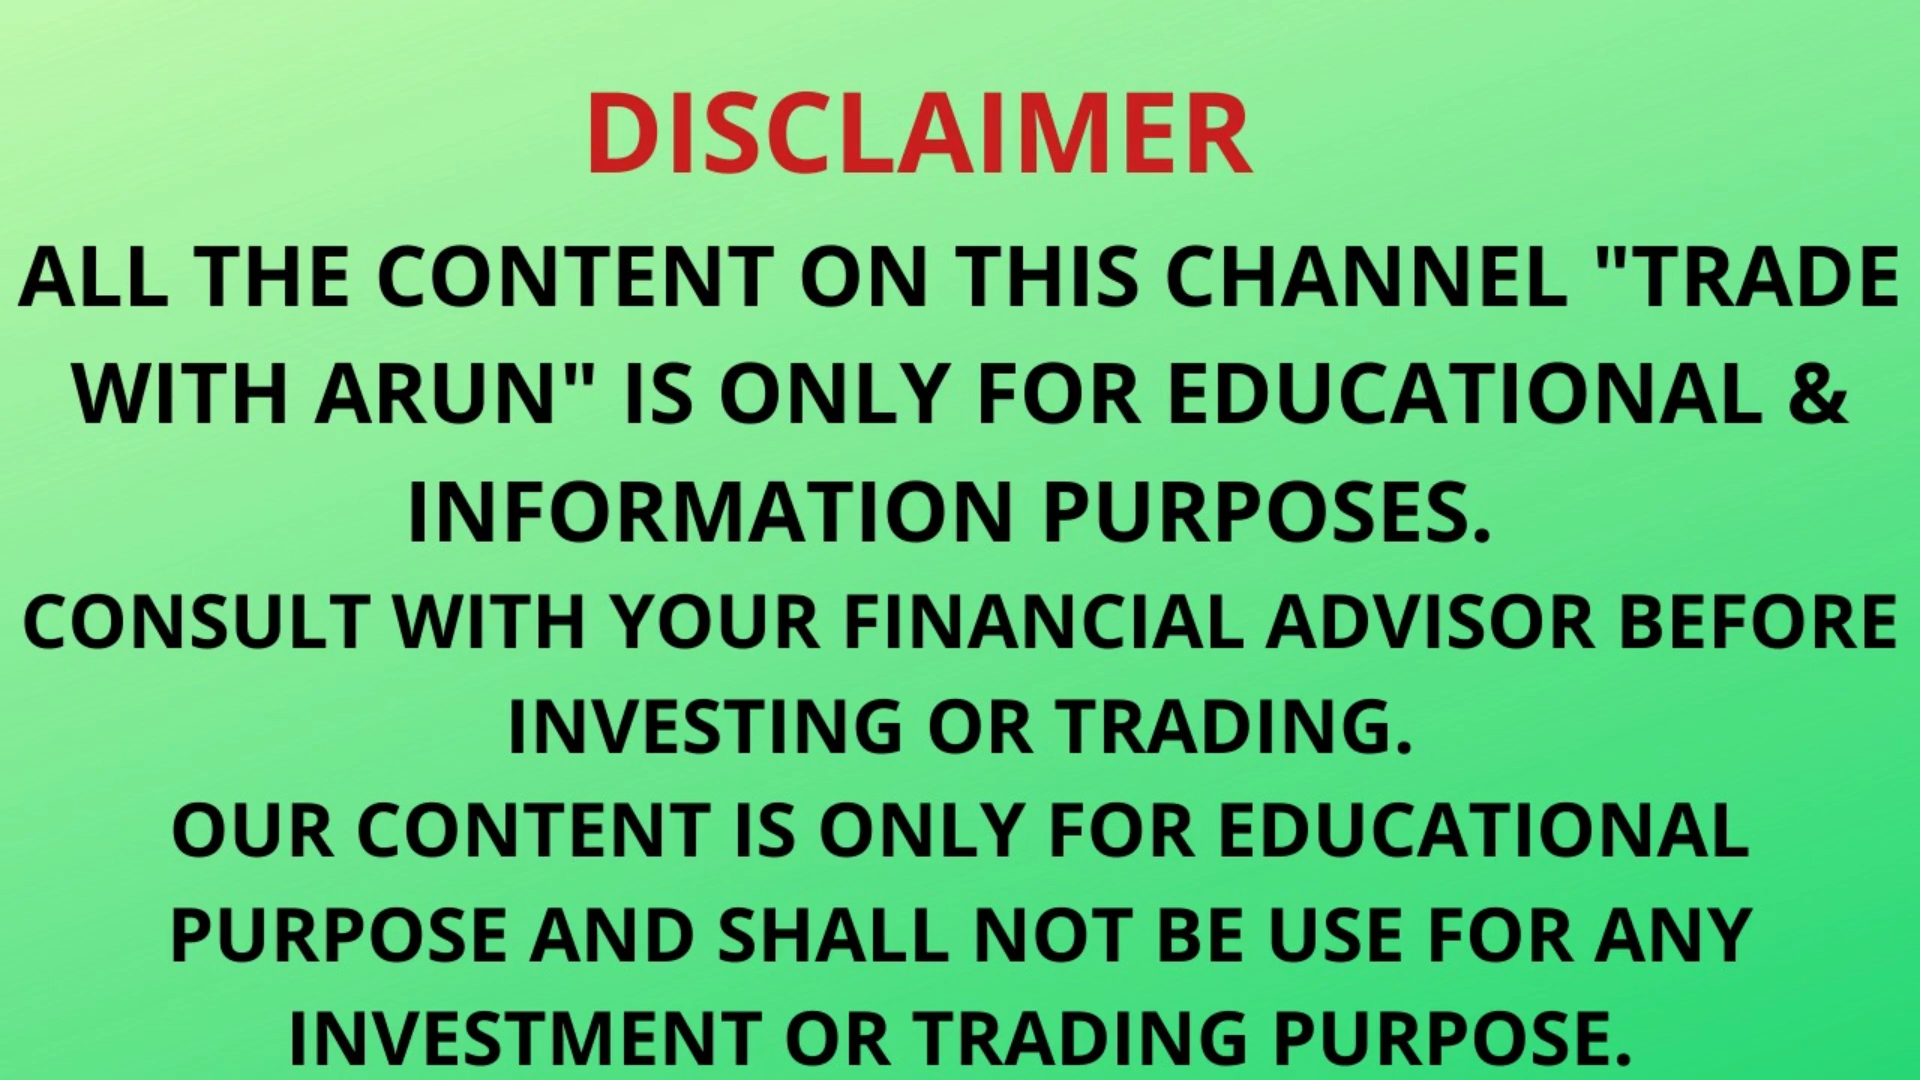 DISCLAIMER
ALL THE CONTENT ON THIS CHANNEL "TRADE
WITH ARUN" IS ONLY FOR EDUCATIONAL &
INFORMATION PURPOSES.
CONSULT WITH YOUR FINANCIAL ADVISOR BEFORE
INVESTING OR TRADING.
OUR CONTENT IS ONLY FOR EDUCATIONAL
PURPOSE AND SHALL NOT BE USE FOR ANY
INVESTMENT OR TRADING PURPOSE.